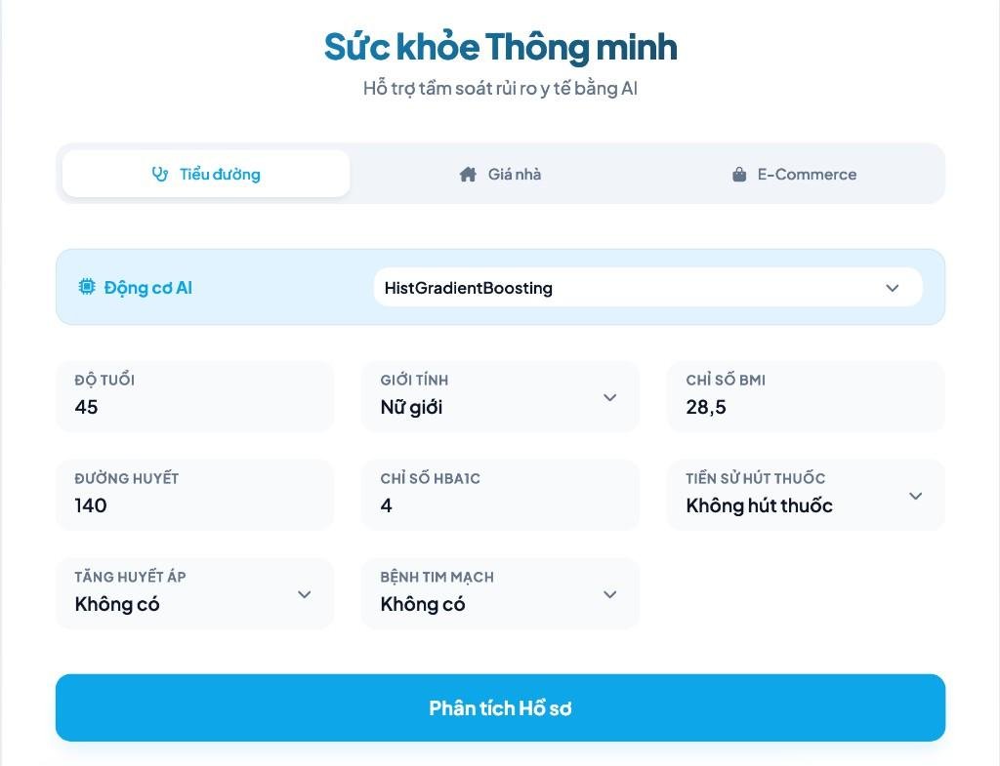 Sức khỏe Thông minh
Hỗ trợ tầm soát rủi ro y tế bằng AI
Tiểu đường
Giá nhà
E-Commerce
Động cơ AI
HistGradientBoosting
ĐỘ TUỔI
45
GIỚI TÍNH
Nữ giới
CHỈ SỐ BMI
28,5
ĐƯỜNG HUYẾT
140
CHỈ SỐ HBA1C
4
TIỀN SỬ HÚT THUỐC
Không hút thuốc
TĂNG HUYẾT ÁP
Không có
BỆNH TIM MẠCH
Không có
Phân tích Hồ sơ